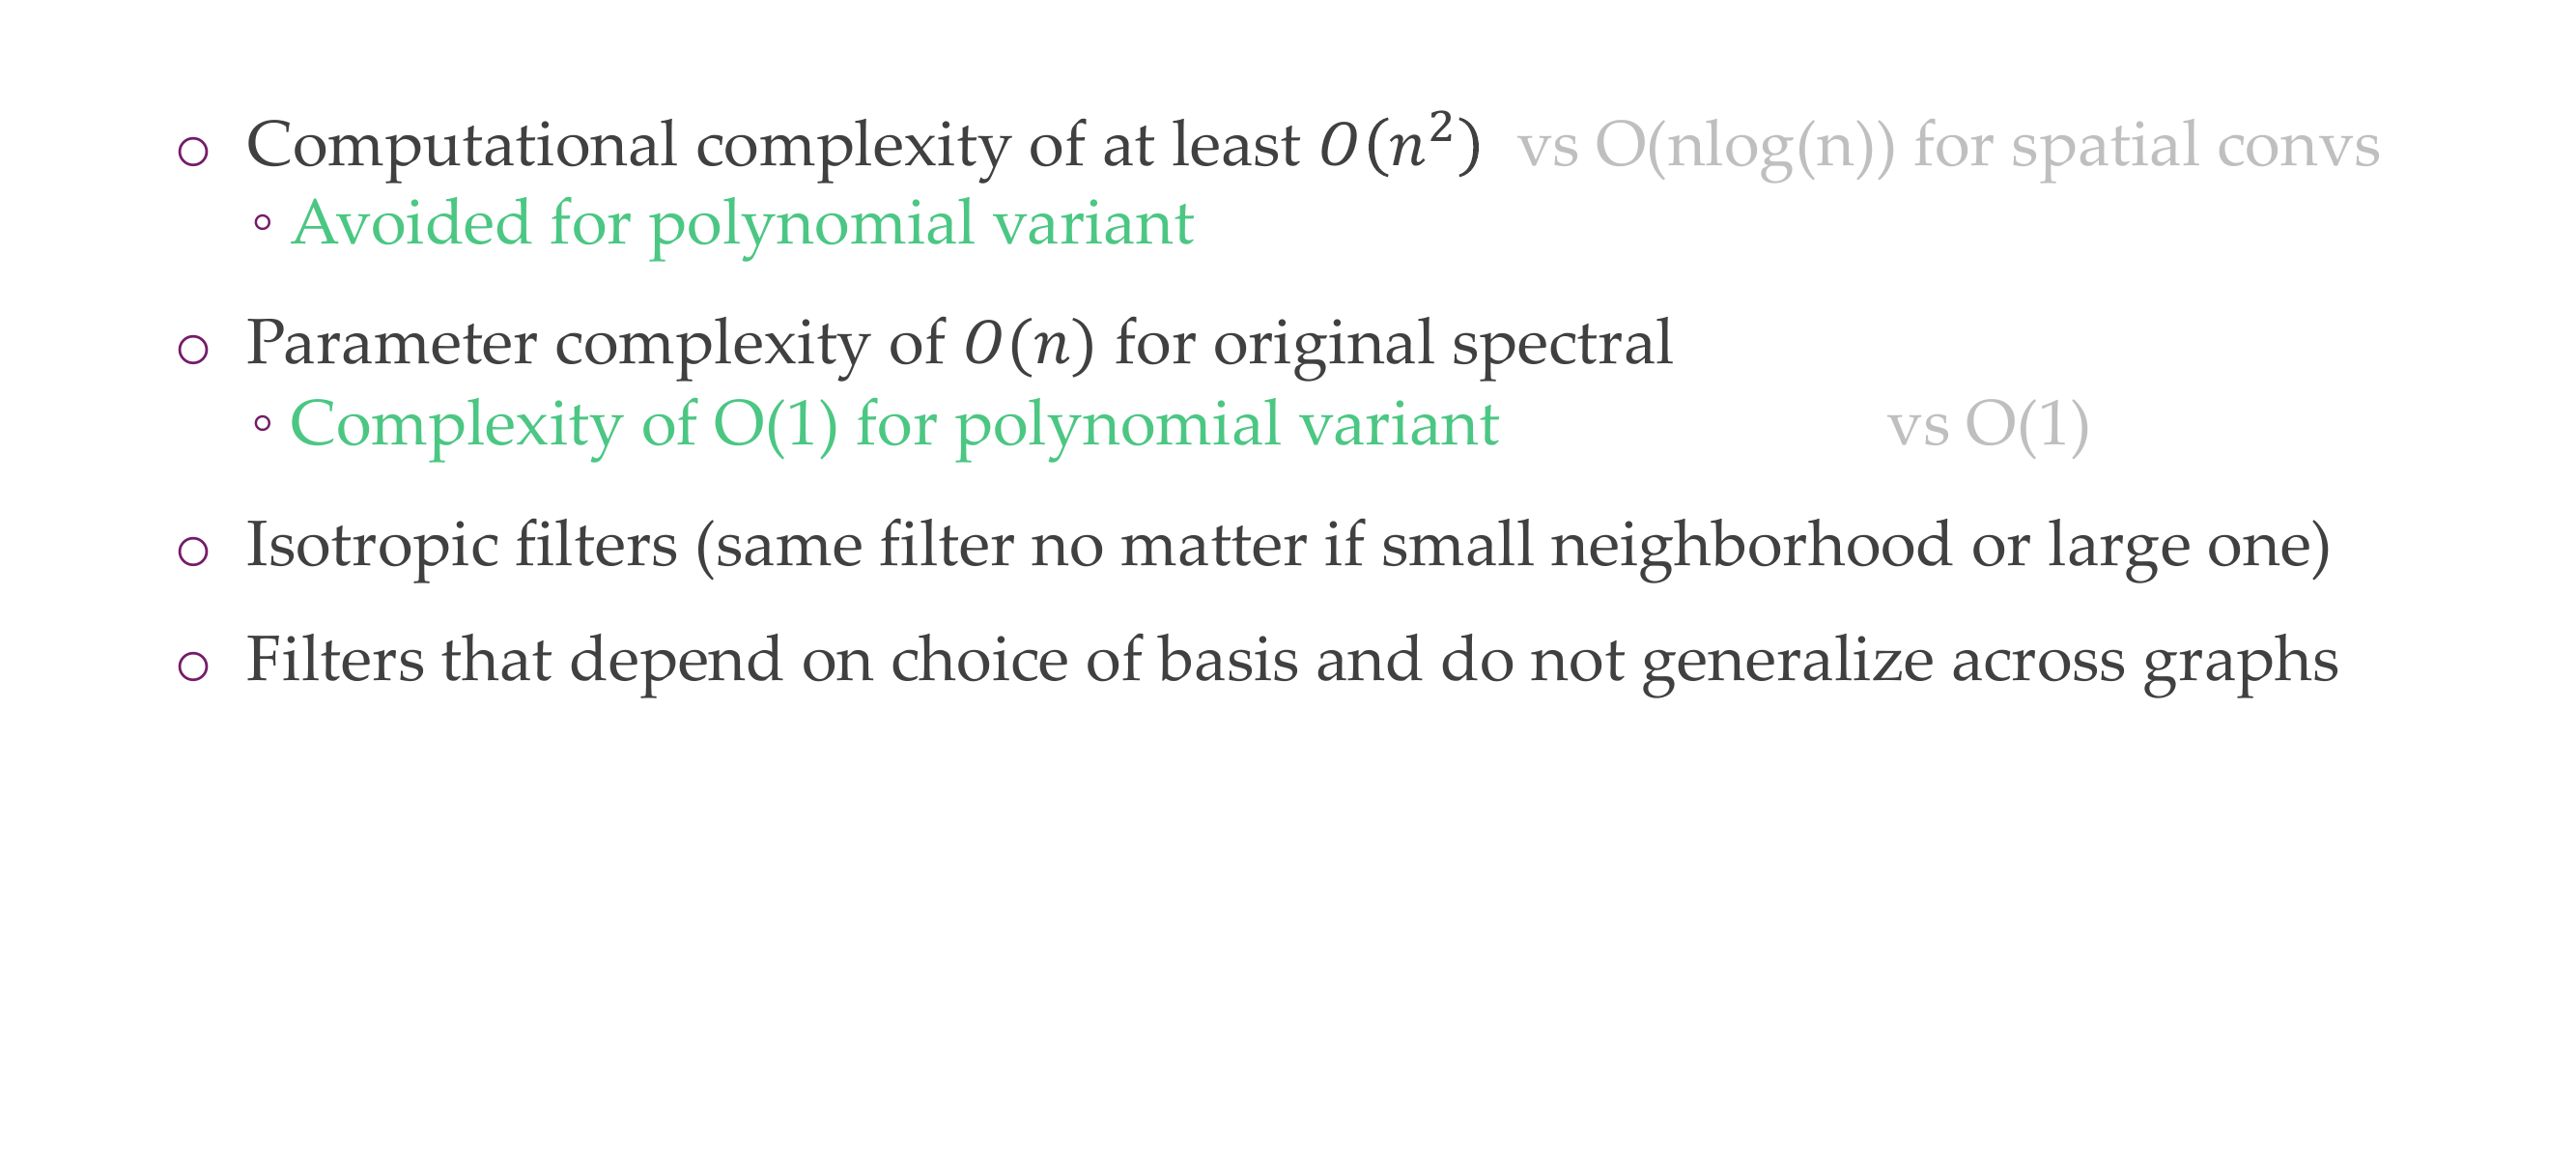 Computational complexity of at least O(n²) vs O(nlog(n)) for spatial convs
Avoided for polynomial variant
Parameter complexity of O(n) for original spectral
Complexity of O(1) for polynomial variant vs O(1)
Isotropic filters (same filter no matter if small neighborhood or large one)
Filters that depend on choice of basis and do not generalize across graphs